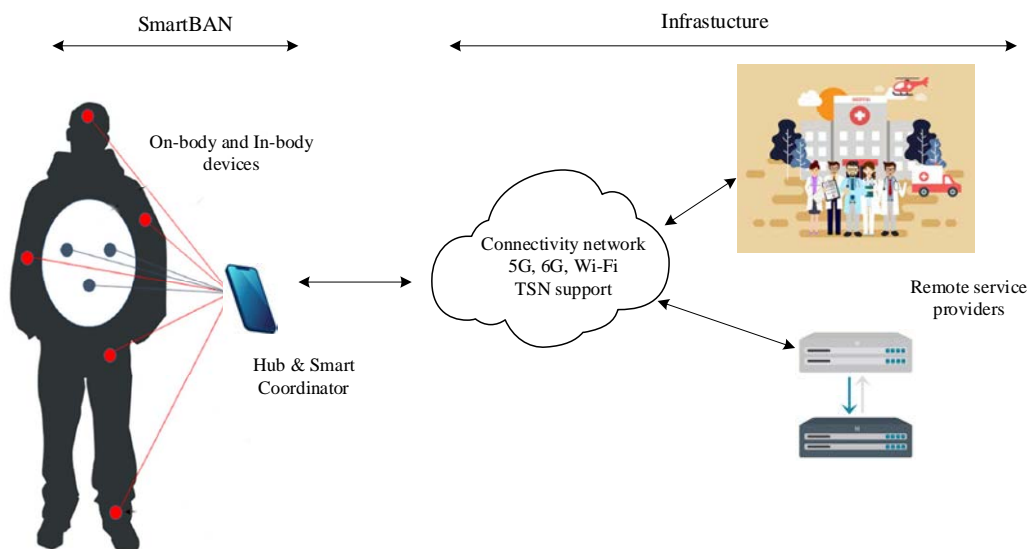 SmartBAN
Infrastucture
On-body and In-body
devices
Connectivity network
5G, 6G, Wi-Fi
TSN support
Remote service
providers
Hub & Smart
Coordinator